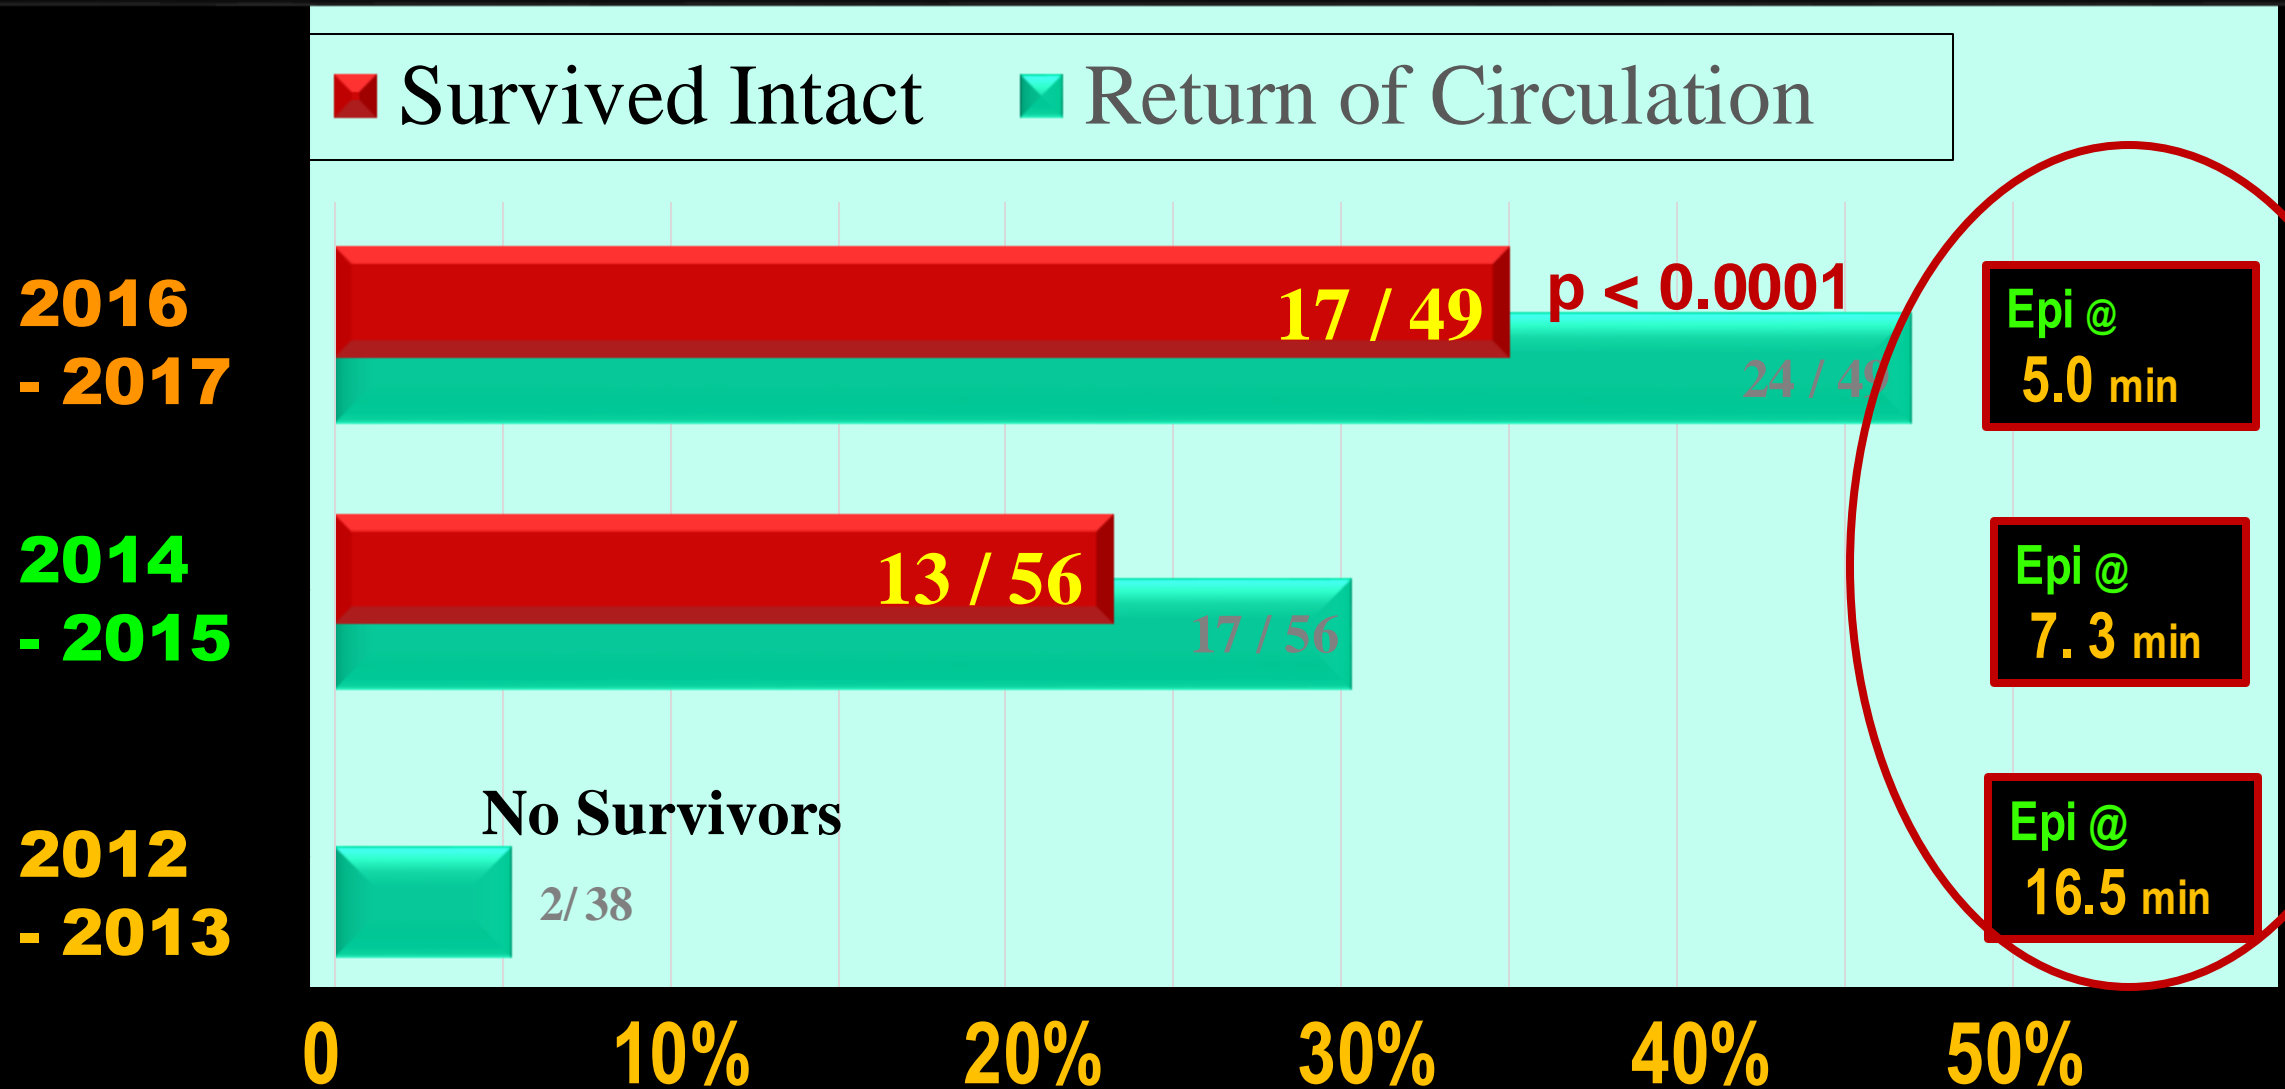 Survived Intact
Return of Circulation
2016
- 2017
17 / 49
p < 0.0001
24 / 49
Epi @
5.0 min
2014
- 2015
13 / 56
17 / 56
Epi @
7. 3 min
2012
- 2013
No Survivors
2/ 38
Epi @
16.5 min
0 10% 20% 30% 40% 50%